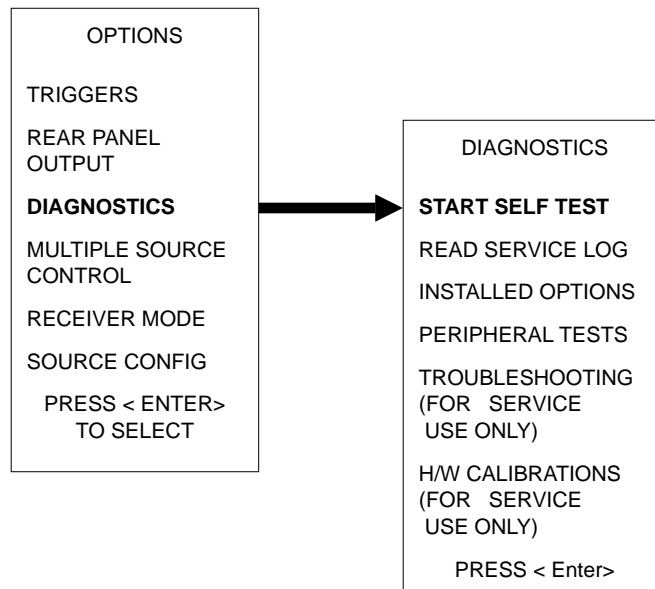 OPTIONS
TRIGGERS
REAR PANEL
OUTPUT
DIAGNOSTICS
MULTIPLE SOURCE
CONTROL
RECEIVER MODE
SOURCE CONFIG
PRESS < ENTER>
TO SELECT
DIAGNOSTICS
START SELF TEST
READ SERVICE LOG
INSTALLED OPTIONS
PERIPHERAL TESTS
TROUBLESHOOTING
(FOR SERVICE
USE ONLY)
H/W CALIBRATIONS
(FOR SERVICE
USE ONLY)
PRESS < Enter>